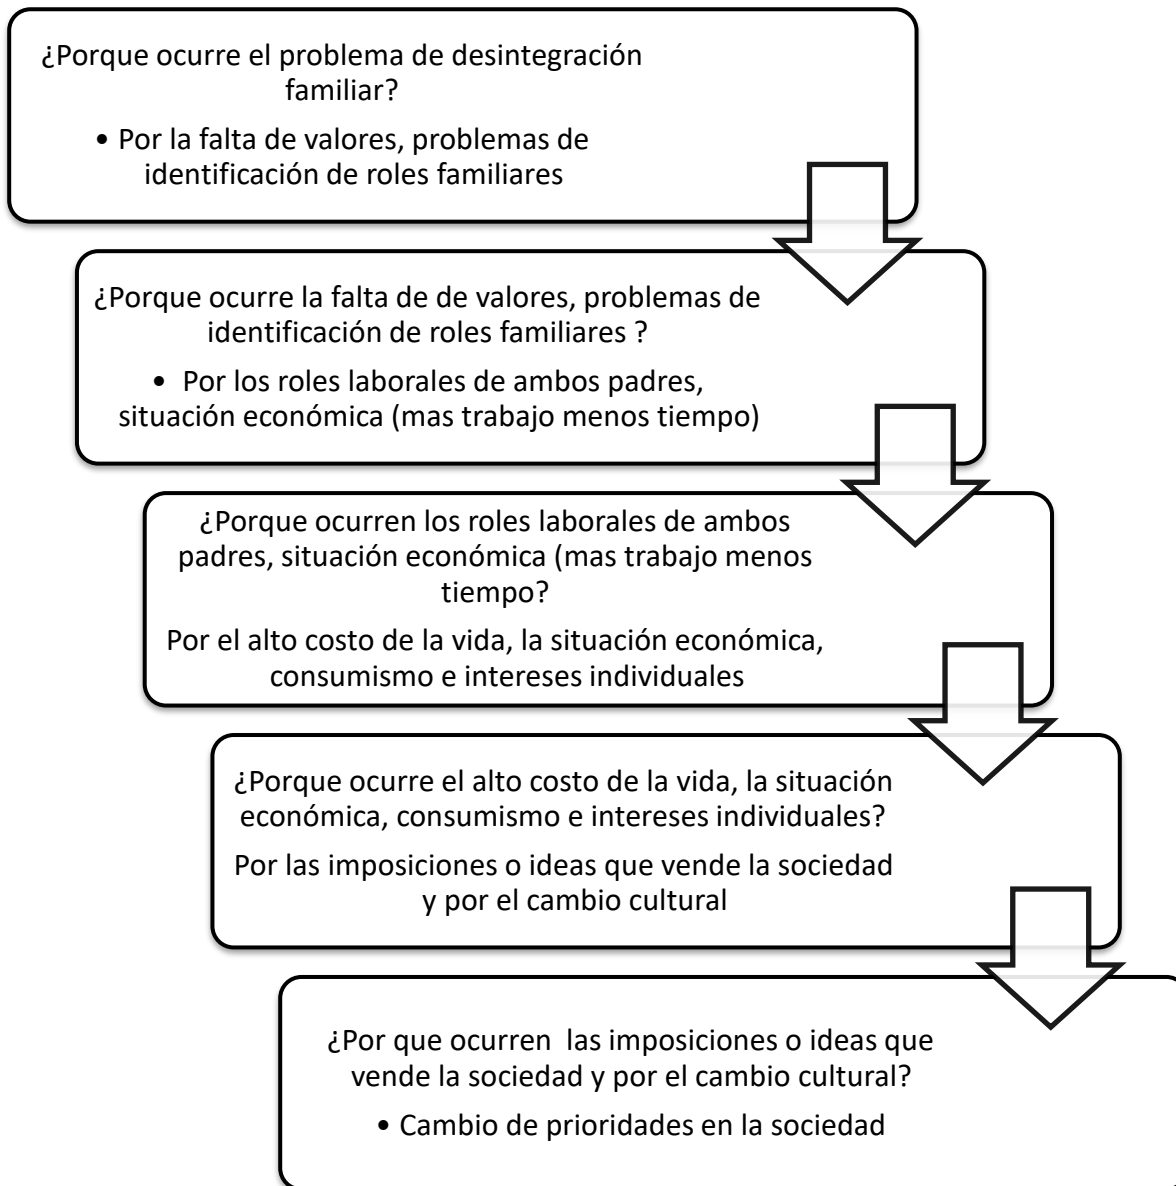 ¿Porque ocurre el problema de desintegración
familiar?
• Por la falta de valores, problemas de
identificación de roles familiares
¿Porque ocurre la falta de de valores, problemas de
identificación de roles familiares ?
• Por los roles laborales de ambos padres,
situación económica (mas trabajo menos tiempo)
¿Porque ocurren los roles laborales de ambos
padres, situación económica (mas trabajo menos
tiempo?
Por el alto costo de la vida, la situación económica,
consumismo e intereses individuales
¿Porque ocurre el alto costo de la vida, la situación
económica, consumismo e intereses individuales?
Por las imposiciones o ideas que vende la sociedad
y por el cambio cultural
¿Por que ocurren  las imposiciones o ideas que
vende la sociedad y por el cambio cultural?
• Cambio de prioridades en la sociedad